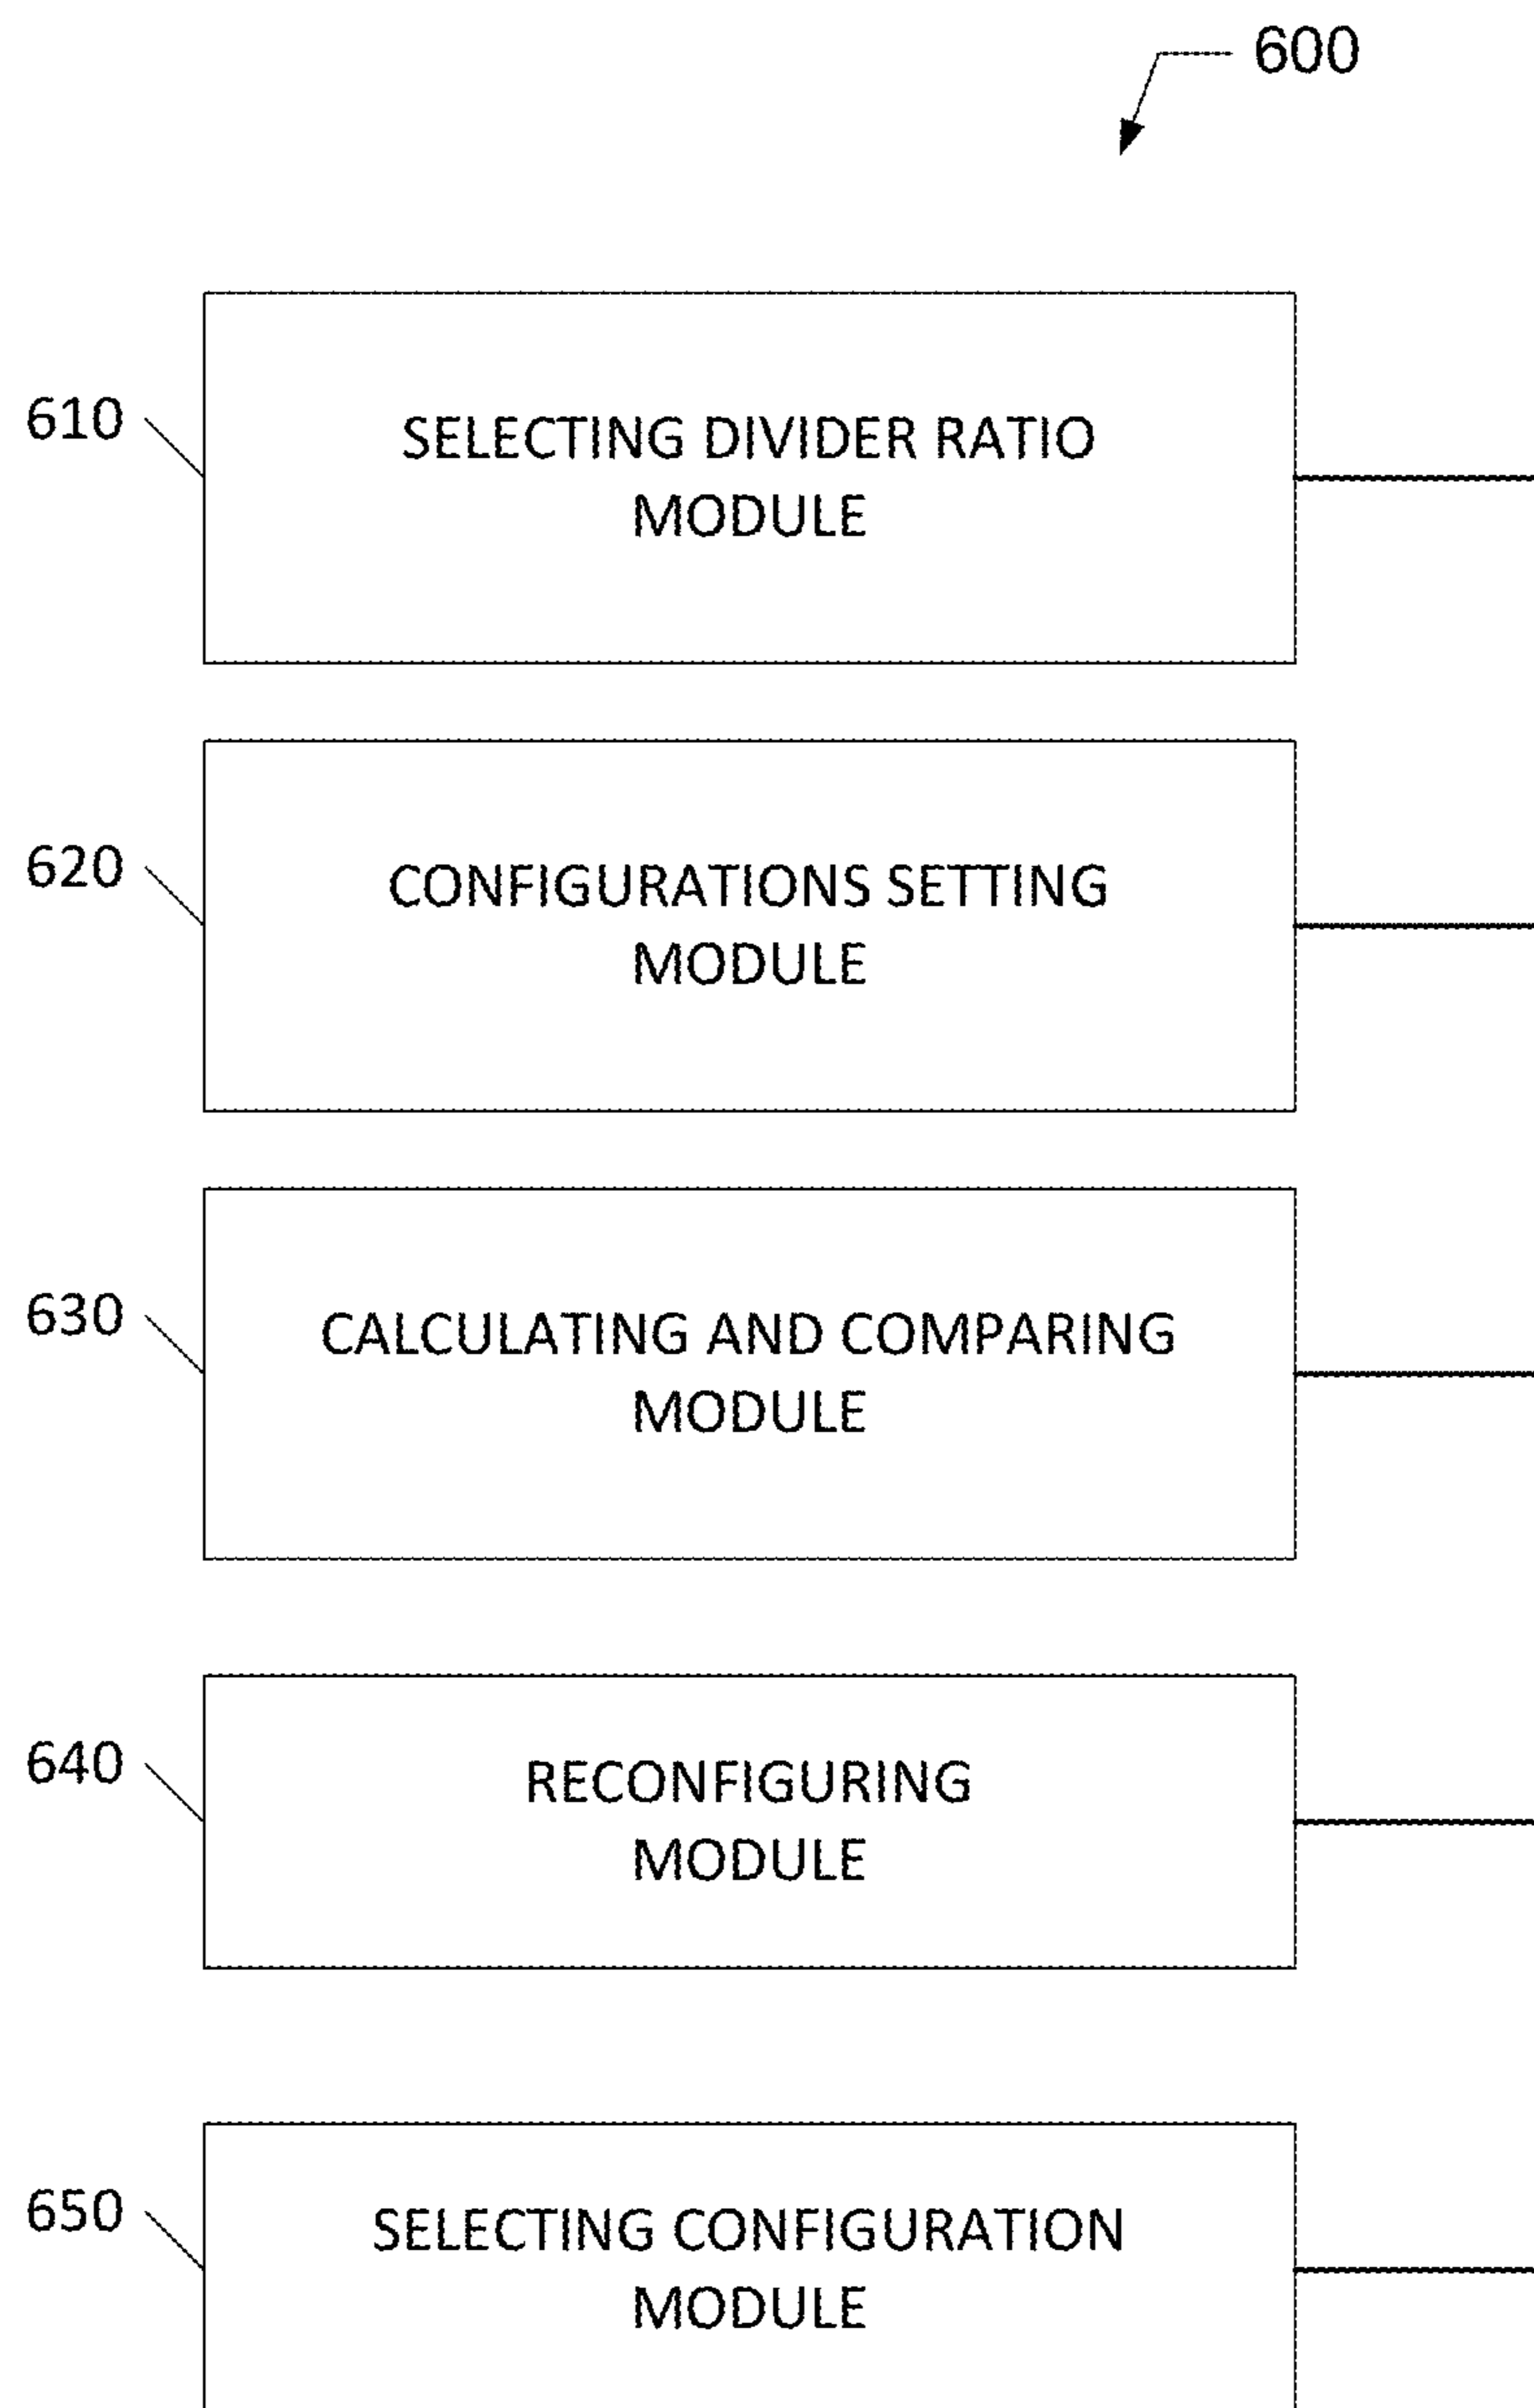 600
610
SELECTING DIVIDER RATIO
MODULE
620
CONFIGURATIONS SETTING
MODULE
630
CALCULATING AND COMPARING
MODULE
640
RECONFIGURING
MODULE
650
SELECTING CONFIGURATION
MODULE